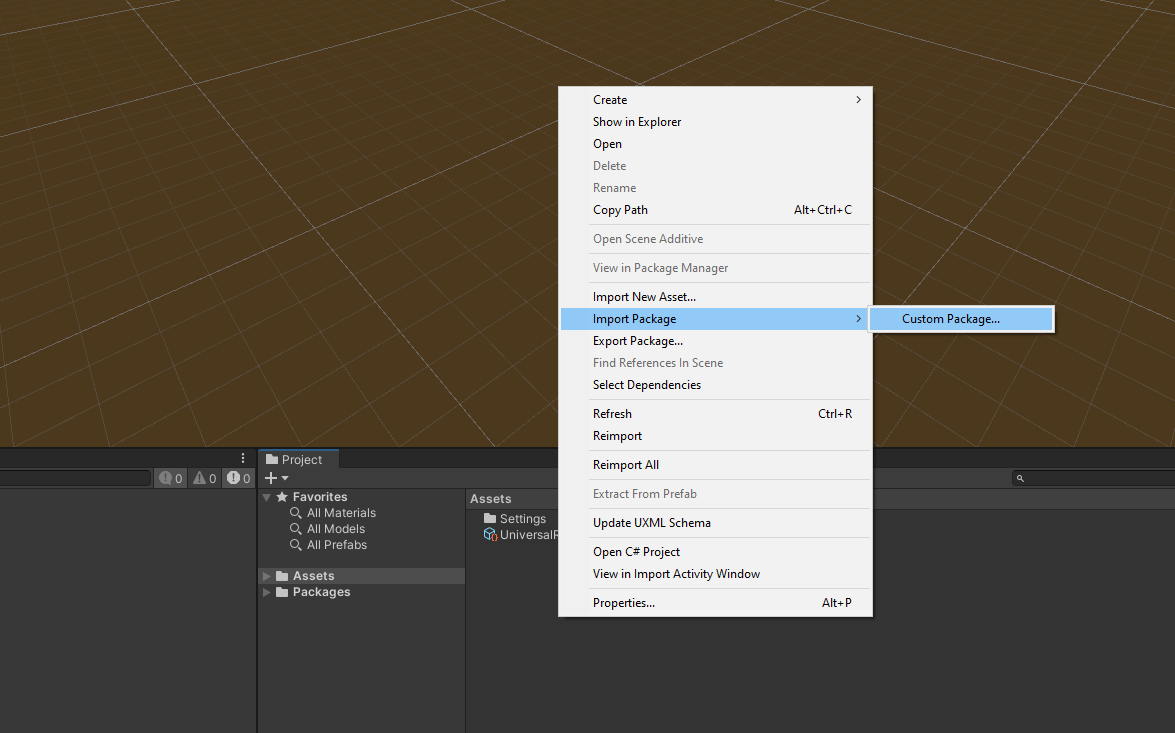 Create
Show in Explorer
Open
Delete
Rename
Copy Path Alt+Ctrl+C
Open Scene Additive
View in Package Manager
Import New Asset...
Import Package Custom Package...
Export Package...
Find References In Scene
Select Dependencies
Refresh Ctrl+R
Reimport
Reimport All
Extract From Prefab
Update UXML Schema
Open C# Project
View in Import Activity Window
Properties... Alt+P
Project
0 0 0
Favorites
All Materials
All Models
All Prefabs
Assets
Packages
Assets
Settings